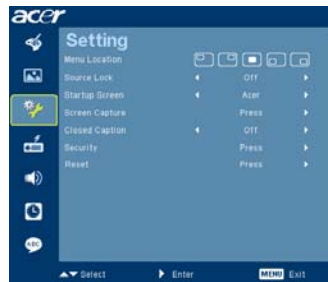 acer
Setting
Menu Location
Source Lock Off
Startup Screen Acer
Screen Capture Press
Closed Caption Off
Security Press
Reset Press
ABC
Select Enter MENU Exit